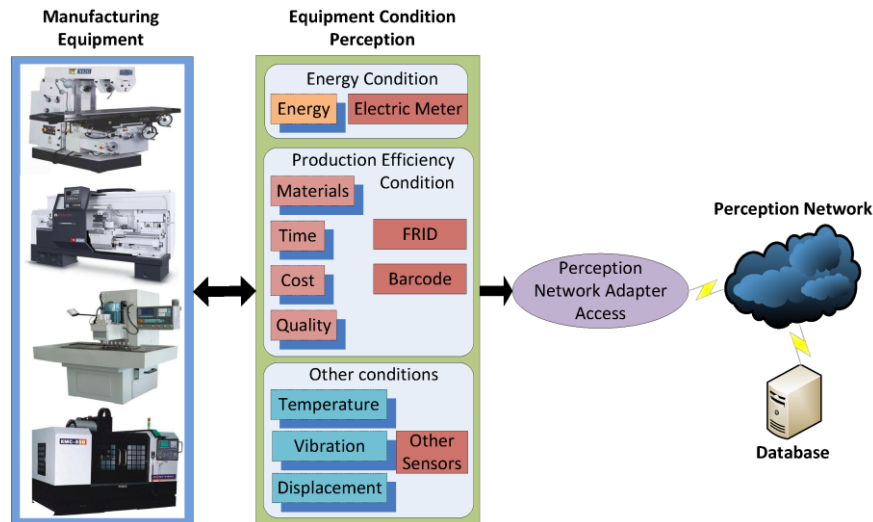 Manufacturing
Equipment
Equipment Condition
Perception
Energy Condition
Energy
Electric Meter
Production Efficiency
Condition
Materials
Time
FRID
Cost
Barcode
Quality
Other conditions
Temperature
Vibration
Other
Sensors
Displacement
Perception
Network Adapter
Access
Perception Network
Database